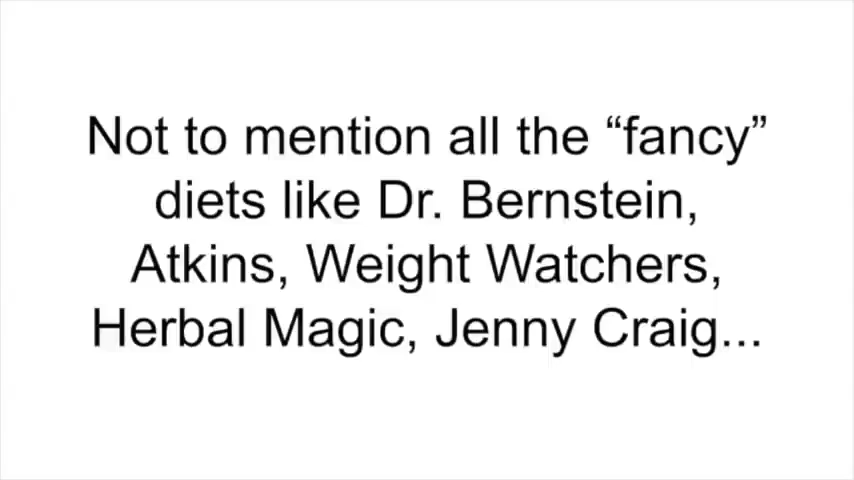 Not to mention all the “fancy”
diets like Dr. Bernstein,
Atkins, Weight Watchers,
Herbal Magic, Jenny Craig...